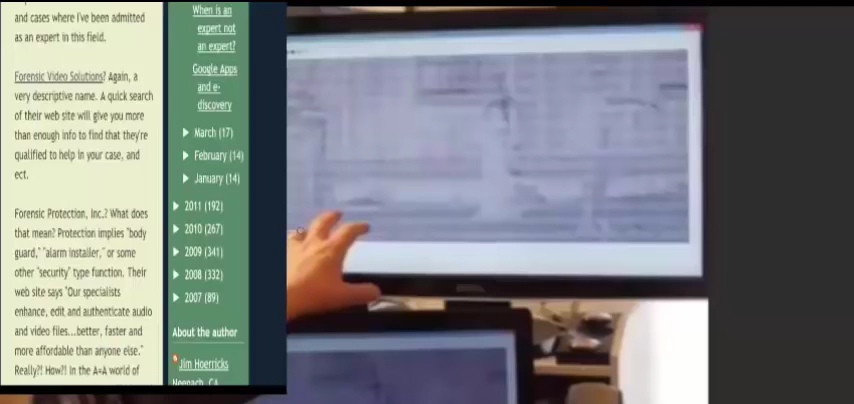 and cases where I've been admitted
as an expert in this field.
Forensic Video Solutions? Again, a
very descriptive name. A quick search
of their web site will give you more
than enough info to find that they're
qualified to help in your case, and
ect.
Forensic Protection, Inc.? What does
that mean? Protection implies "body
guard," "alarm installer," or some
other "security" type function. Their
web site says "Our specialists
enhance, edit and authenticate audio
and video files...better, faster and
more affordable than anyone else."
Really?! How?! In the A=A world of
When is an
expert not
an expert?
Google Apps
and e-
discovery
▶ March (17)
▶ February (14)
▶ January (14)
▶ 2011 (192)
▶ 2010 (267)
▶ 2009 (341)
▶ 2008 (332)
▶ 2007 (89)
About the author
Jim Hoerricks